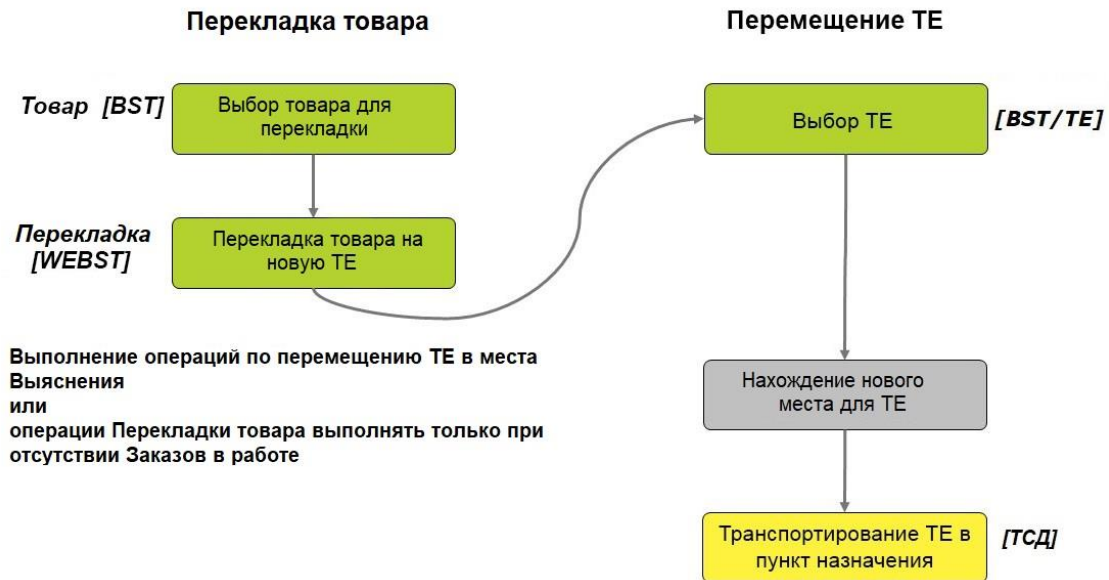 Перекладка товара
Перемещение ТЕ
Товар [BST]
Выбор товара для
перекладки
Выбор ТЕ
[BST/TE]
Перекладка
[WEBST]
Перекладка товара на
новую ТЕ
Выполнение операций по перемещению ТЕ в места
Выяснения
или
операции Перекладки товара выполнять только при
отсутствии Заказов в работе
Нахождение нового
места для ТЕ
Транспортирование ТЕ в
пункт назначения
[ТСД]